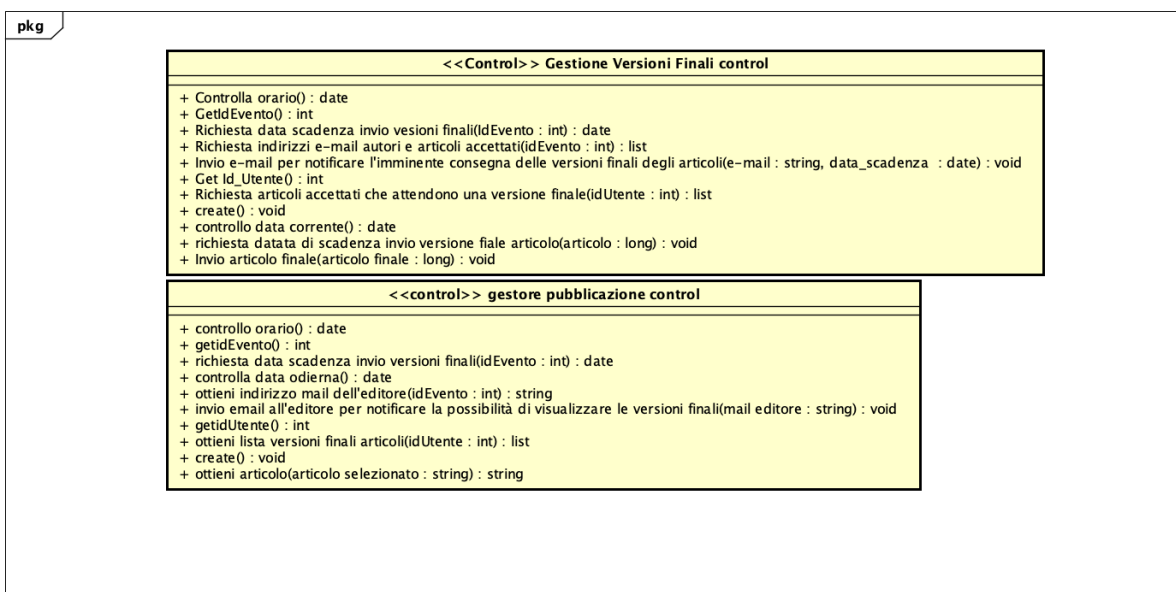 pkg
<<Control>> Gestione Versioni Finali control
+ Controlla orario() : date
+ GetIdEvento() : int
+ Richiesta data scadenza invio vesioni finali(IdEvento : int) : date
+ Richiesta indirizzi e-mail autori e articoli accettati(idEvento : int) : list
+ Invio e-mail per notificare l'imminente consegna delle versioni finali degli articoli(e-mail : string, data_scadenza : date) : void
+ Get Id_Utente() : int
+ Richiesta articoli accettati che attendono una versione finale(idUtente : int) : list
+ create() : void
+ controllo data corrente() : date
+ richiesta datata di scadenza invio versione fiale articolo(articolo : long) : void
+ Invio articolo finale(articolo finale : long) : void
<<control>> gestore pubblicazione control
+ controllo orario() : date
+ getidEvento() : int
+ richiesta data scadenza invio versioni finali(idEvento : int) : date
+ controlla data odierna() : date
+ ottieni indirizzo mail dell'editore(idEvento : int) : string
+ invio email all'editore per notificare la possibilità di visualizzare le versioni finali(mail editore : string) : void
+ getidUtente() : int
+ ottieni lista versioni finali articoli(idUtente : int) : list
+ create() : void
+ ottieni articolo(articolo selezionato : string) : string